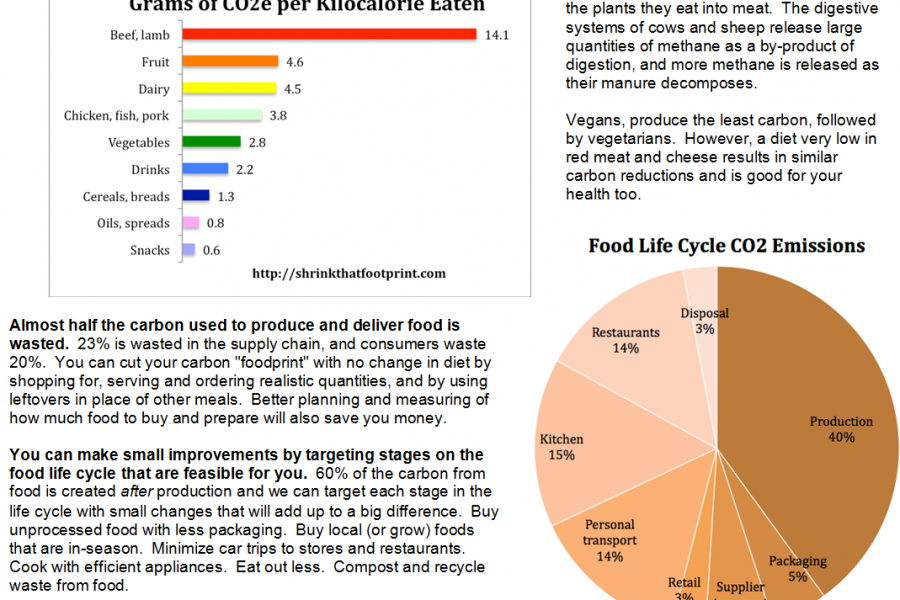 Grams of CO2e per Kilocalorie Eaten
Beef, lamb 14.1
Fruit 4.6
Dairy 4.5
Chicken, fish, pork 3.8
Vegetables 2.8
Drinks 2.2
Cereals, breads 1.3
Oils, spreads 0.8
Snacks 0.6
http://shrinkthatfootprint.com
Almost half the carbon used to produce and deliver food is
wasted. 23% is wasted in the supply chain, and consumers waste
20%. You can cut your carbon "foodprint" with no change in diet by
shopping for, serving and ordering realistic quantities, and by using
leftovers in place of other meals. Better planning and measuring of
how much food to buy and prepare will also save you money.
You can make small improvements by targeting stages on the
food life cycle that are feasible for you. 60% of the carbon from
food is created after production and we can target each stage in the
life cycle with small changes that will add up to a big difference. Buy
unprocessed food with less packaging. Buy local (or grow) foods
that are in-season. Minimize car trips to stores and restaurants.
Cook with efficient appliances. Eat out less. Compost and recycle
waste from food.
the plants they eat into meat. The digestive
systems of cows and sheep release large
quantities of methane as a by-product of
digestion, and more methane is released as
their manure decomposes.
Vegans, produce the least carbon, followed
by vegetarians. However, a diet very low in
red meat and cheese results in similar
carbon reductions and is good for your
health too.
Food Life Cycle CO2 Emissions
Disposal
3%
Restaurants
14%
Production
40%
Kitchen
15%
Personal
transport
14%
Packaging
5%
Retail
3%
Supplier